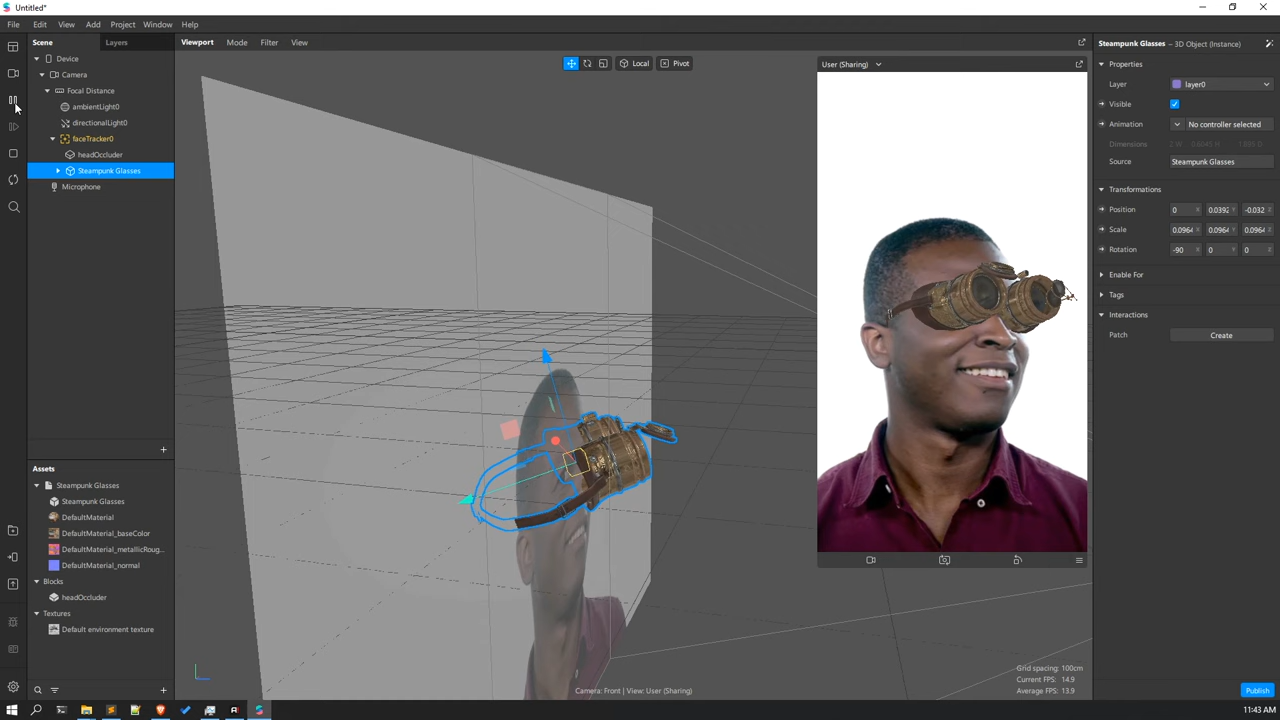 Untitled*
File Edit View Add Project Window Help
Scene Layers
Device
Camera
Focal Distance
ambientLight0
directionalLight0
faceTracker0
headOccluder
Steampunk Glasses
Microphone
Assets
Steampunk Glasses
Steampunk Glasses
DefaultMaterial
DefaultMaterial_baseColor
DefaultMaterial_metallicRoug...
DefaultMaterial_normal
Blocks
headOccluder
Textures
Default environment texture
Viewport Mode Filter View
Local Pivot
User (Sharing)
Grid spacing: 100cm
Current FPS: 14.9
Average FPS: 13.9
Camera: Front | View: User (Sharing)
Steampunk Glasses – 3D Object (Instance)
Properties
Layer layer0
Visible
Animation No controller selected
Dimensions
Source Steampunk Glasses
Transformations
Position 0 X 0.0392 Y -0.032
Scale 0.0964 X 0.0964 Y 0.0964 Z
Rotation -90 X 0 Y 0 Z
Enable For
Tags
Interactions
Patch Create
Publish
11:43 AM